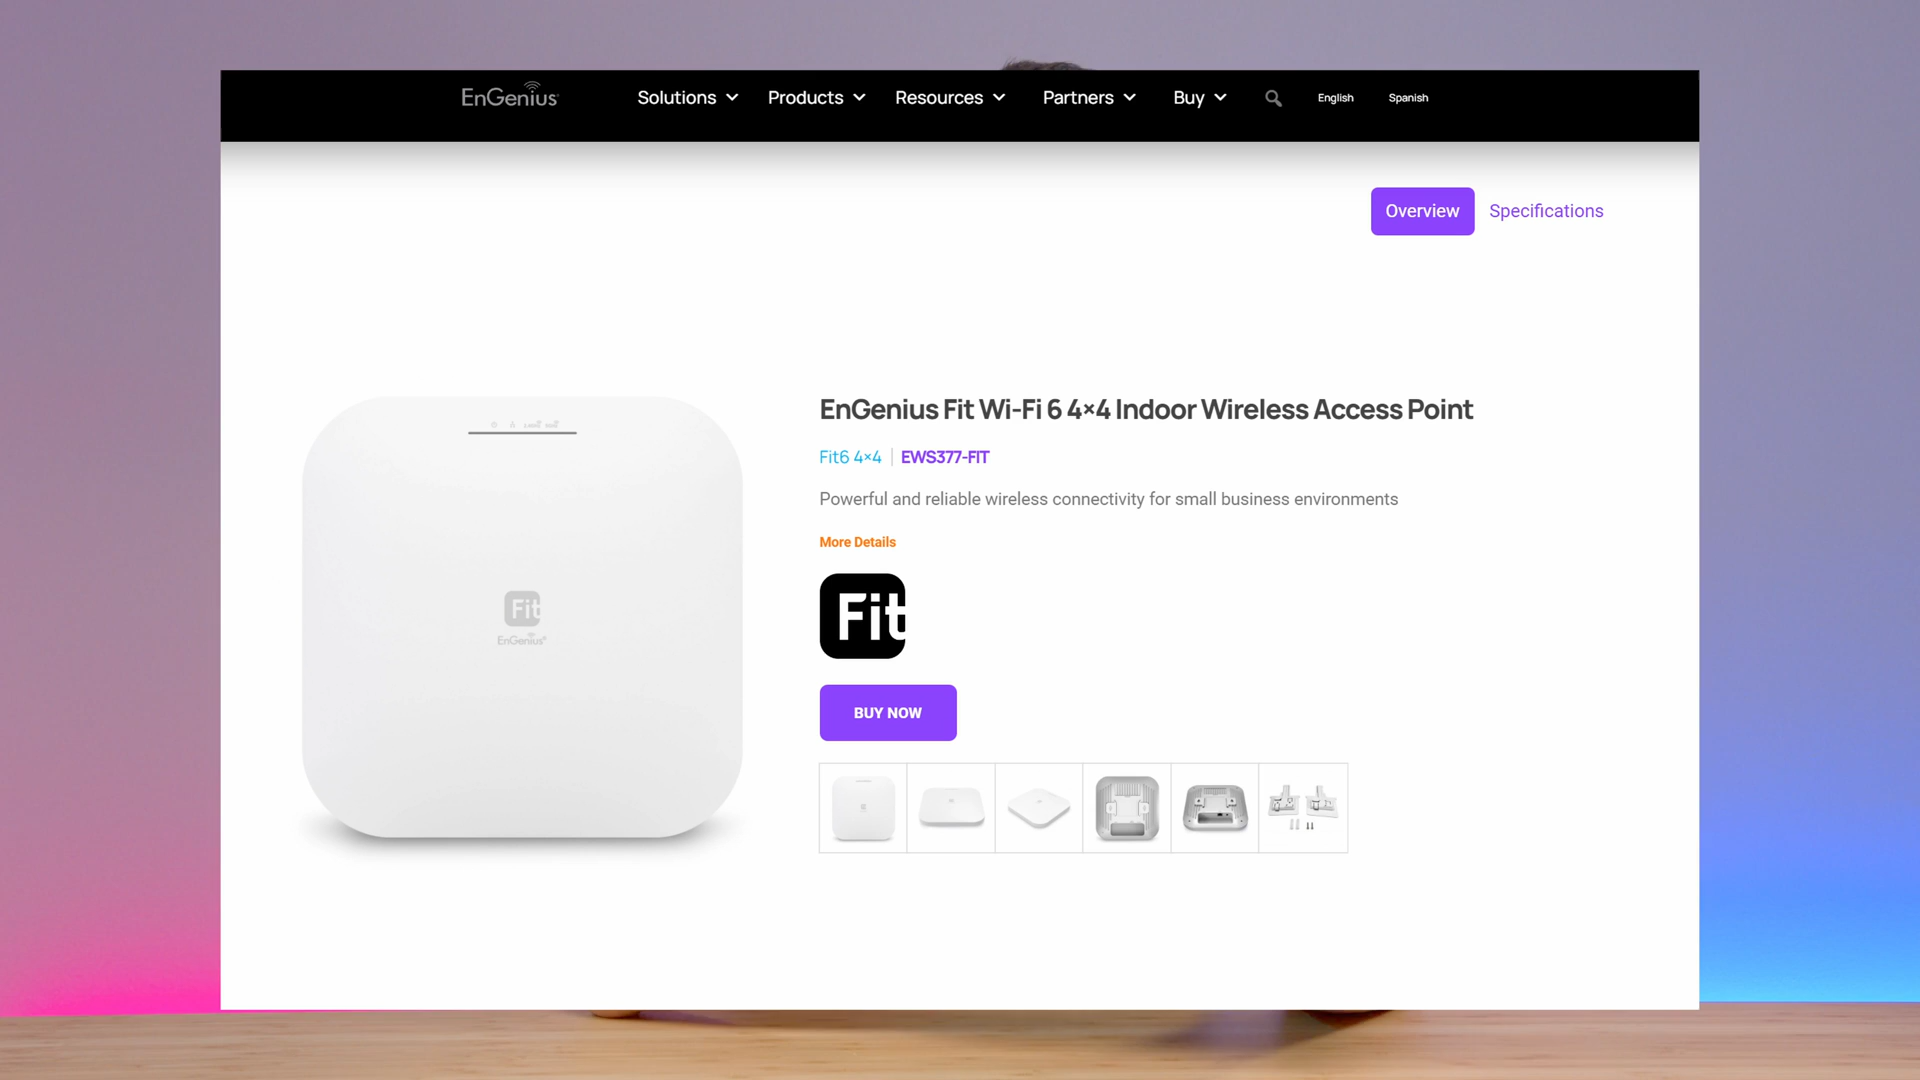 EnGenius
Solutions
Products
Resources
Partners
Buy
English
Spanish
Overview
Specifications
Fit
EnGenius
EnGenius Fit Wi-Fi 6 4×4 Indoor Wireless Access Point
Fit6 4×4 | EWS377-FIT
Powerful and reliable wireless connectivity for small business environments
More Details
Fit
BUY NOW